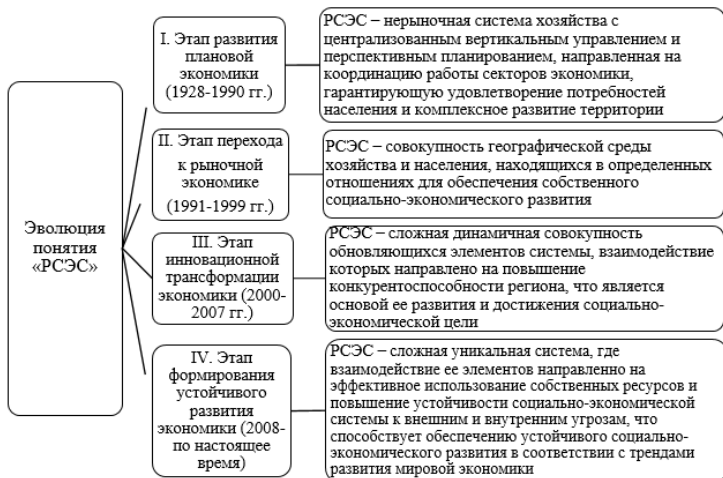 Эволюция
понятия
«РСЭС»
I. Этап развития
плановой
экономики
(1928-1990 гг.)
РСЭС – нерыночная система хозяйства с
централизованным вертикальным управлением и
перспективным планированием, направленная на
координацию работы секторов экономики,
гарантирующую удовлетворение потребностей
населения и комплексное развитие территории
II. Этап перехода
к рыночной
экономике
(1991-1999 гг.)
РСЭС – совокупность географической среды
хозяйства и населения, находящихся в определенных
отношениях для обеспечения собственного
социально-экономического развития
III. Этап
инновационной
трансформации
экономики (2000-
2007 гг.)
РСЭС – сложная динамичная совокупность
обновляющихся элементов системы, взаимодействие
которых направлено на повышение
конкурентоспособности региона, что является
основой ее развития и достижения социально-
экономической цели
IV. Этап
формирования
устойчивого
развития
экономики (2008-
по настоящее
время)
РСЭС – сложная уникальная система, где
взаимодействие ее элементов направленно на
эффективное использование собственных ресурсов и
повышение устойчивости социально-экономической
системы к внешним и внутренним угрозам, что
способствует обеспечению устойчивого социально-
экономического развития в соответствии с трендами
развития мировой экономики